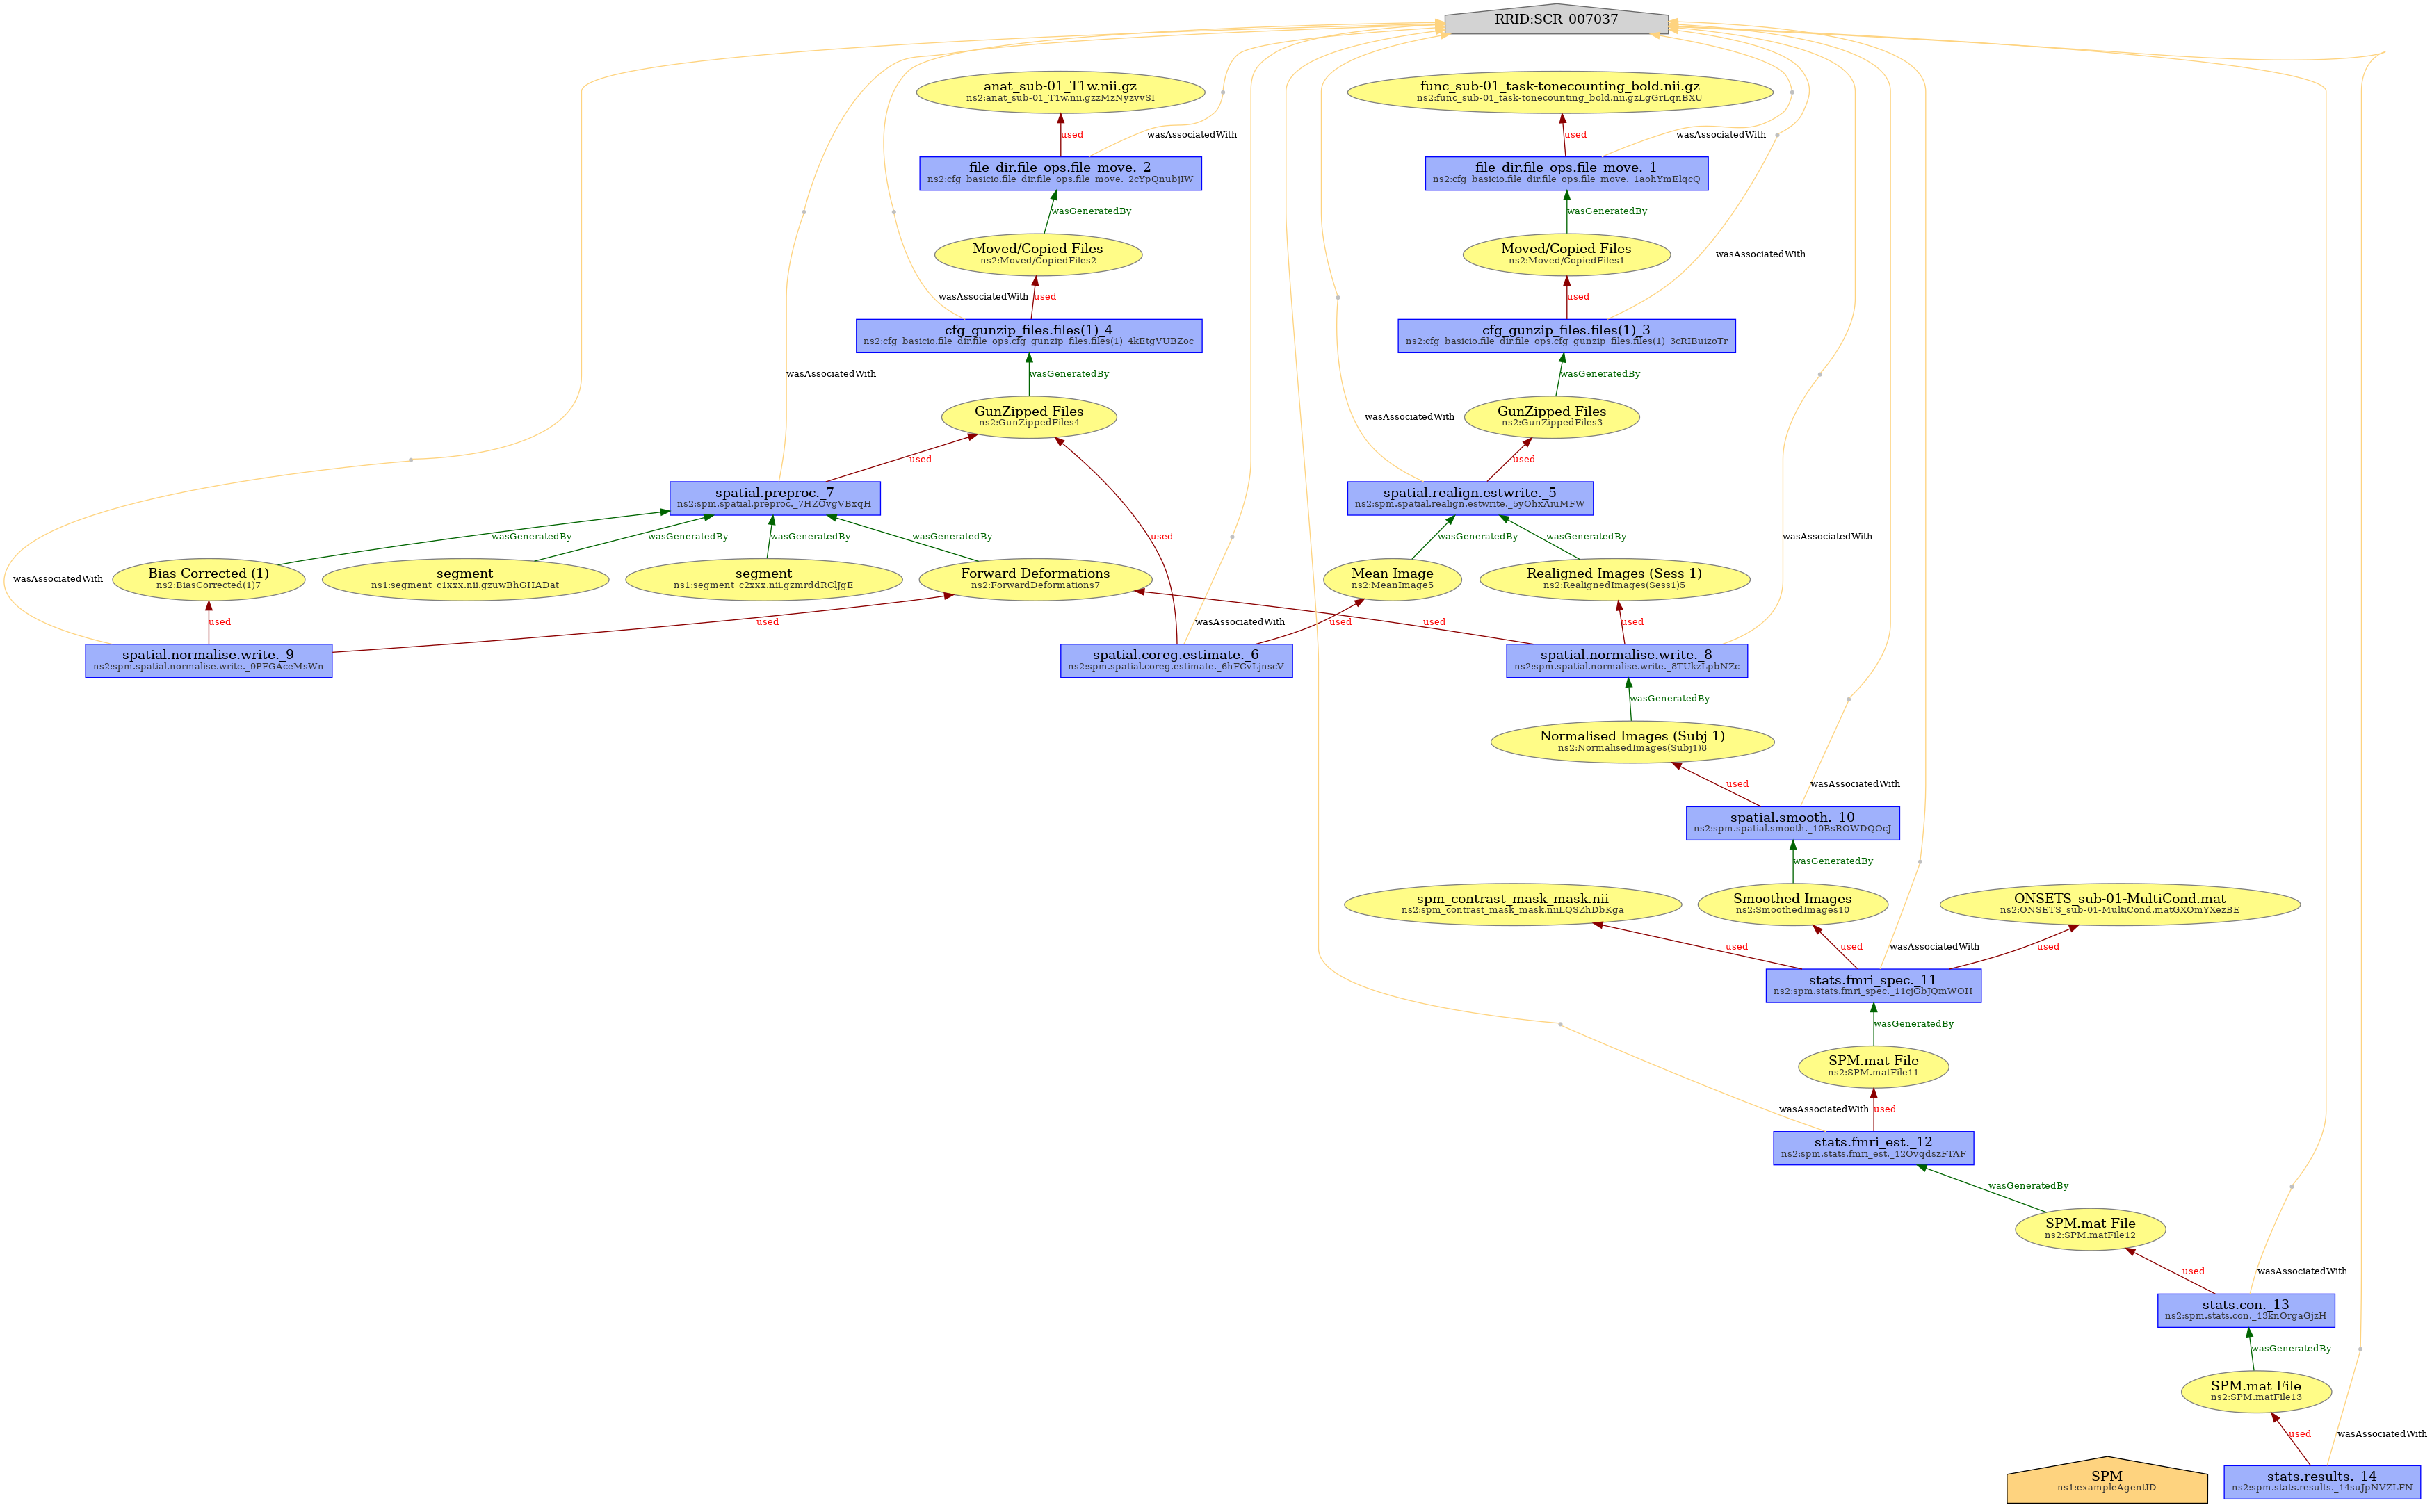 RRID:SCR_007037
anat_sub-01_T1w.nii.gz
ns2:anat_sub-01_T1w.nii.gzzMzNyzvvSI
func_sub-01_task-tonecounting_bold.nii.gz
ns2:func_sub-01_task-tonecounting_bold.nii.gzLgGrLqnBXU
used
wasAssociatedWith
used
wasAssociatedWith
file_dir.file_ops.file_move._2
ns2:cfg_basicio.file_dir.file_ops.file_move._2cYpQnubjIW
file_dir.file_ops.file_move._1
ns2:cfg_basicio.file_dir.file_ops.file_move._1aohYmElqcQ
wasGeneratedBy
wasGeneratedBy
Moved/Copied Files
ns2:Moved/CopiedFiles2
Moved/Copied Files
ns2:Moved/CopiedFiles1
wasAssociatedWith
used
used
wasAssociatedWith
cfg_gunzip_files.files(1)_4
ns2:cfg_basicio.file_dir.file_ops.cfg_gunzip_files.files(1)_4kEtgVUBZoc
cfg_gunzip_files.files(1)_3
ns2:cfg_basicio.file_dir.file_ops.cfg_gunzip_files.files(1)_3cRIBuizoTr
wasAssociatedWith
wasGeneratedBy
wasGeneratedBy
GunZipped Files
ns2:GunZippedFiles4
GunZipped Files
ns2:GunZippedFiles3
wasAssociatedWith
used
used
spatial.preproc._7
ns2:spm.spatial.preproc._7HZOvgVBxqH
spatial.realign.estwrite._5
ns2:spm.spatial.realign.estwrite._5yOhxAiuMFW
wasGeneratedBy
wasGeneratedBy
wasGeneratedBy
wasGeneratedBy
used
wasGeneratedBy
wasGeneratedBy
wasAssociatedWith
wasAssociatedWith
Bias Corrected (1)
ns2:BiasCorrected(1)7
segment
ns1:segment_c1xxx.nii.gzuwBhGHADat
segment
ns1:segment_c2xxx.nii.gzmrddRClJgE
Forward Deformations
ns2:ForwardDeformations7
Mean Image
ns2:MeanImage5
Realigned Images (Sess 1)
ns2:RealignedImages(Sess1)5
used
used
wasAssociatedWith
used
used
used
spatial.normalise.write._9
ns2:spm.spatial.normalise.write._9PFGAceMsWn
spatial.coreg.estimate._6
ns2:spm.spatial.coreg.estimate._6hFCvLjnscV
spatial.normalise.write._8
ns2:spm.spatial.normalise.write._8TUkzLpbNZc
wasGeneratedBy
Normalised Images (Subj 1)
ns2:NormalisedImages(Subj1)8
used
wasAssociatedWith
spatial.smooth._10
ns2:spm.spatial.smooth._10BsROWDQOcJ
wasGeneratedBy
spm_contrast_mask_mask.nii
ns2:spm_contrast_mask_mask.niiLQSZhDbKga
Smoothed Images
ns2:SmoothedImages10
ONSETS_sub-01-MultiCond.mat
ns2:ONSETS_sub-01-MultiCond.matGXOmYXezBE
used
used
wasAssociatedWith
used
stats.fmri_spec._11
ns2:spm.stats.fmri_spec._11cjGbJQmWOH
wasGeneratedBy
SPM.mat File
ns2:SPM.matFile11
wasAssociatedWith
used
stats.fmri_est._12
ns2:spm.stats.fmri_est._12OvqdszFTAF
wasGeneratedBy
SPM.mat File
ns2:SPM.matFile12
used
wasAssociatedWith
stats.con._13
ns2:spm.stats.con._13knOrgaGjzH
wasGeneratedBy
SPM.mat File
ns2:SPM.matFile13
used
wasAssociatedWith
SPM
ns1:exampleAgentID
stats.results._14
ns2:spm.stats.results._14suJpNVZLFN